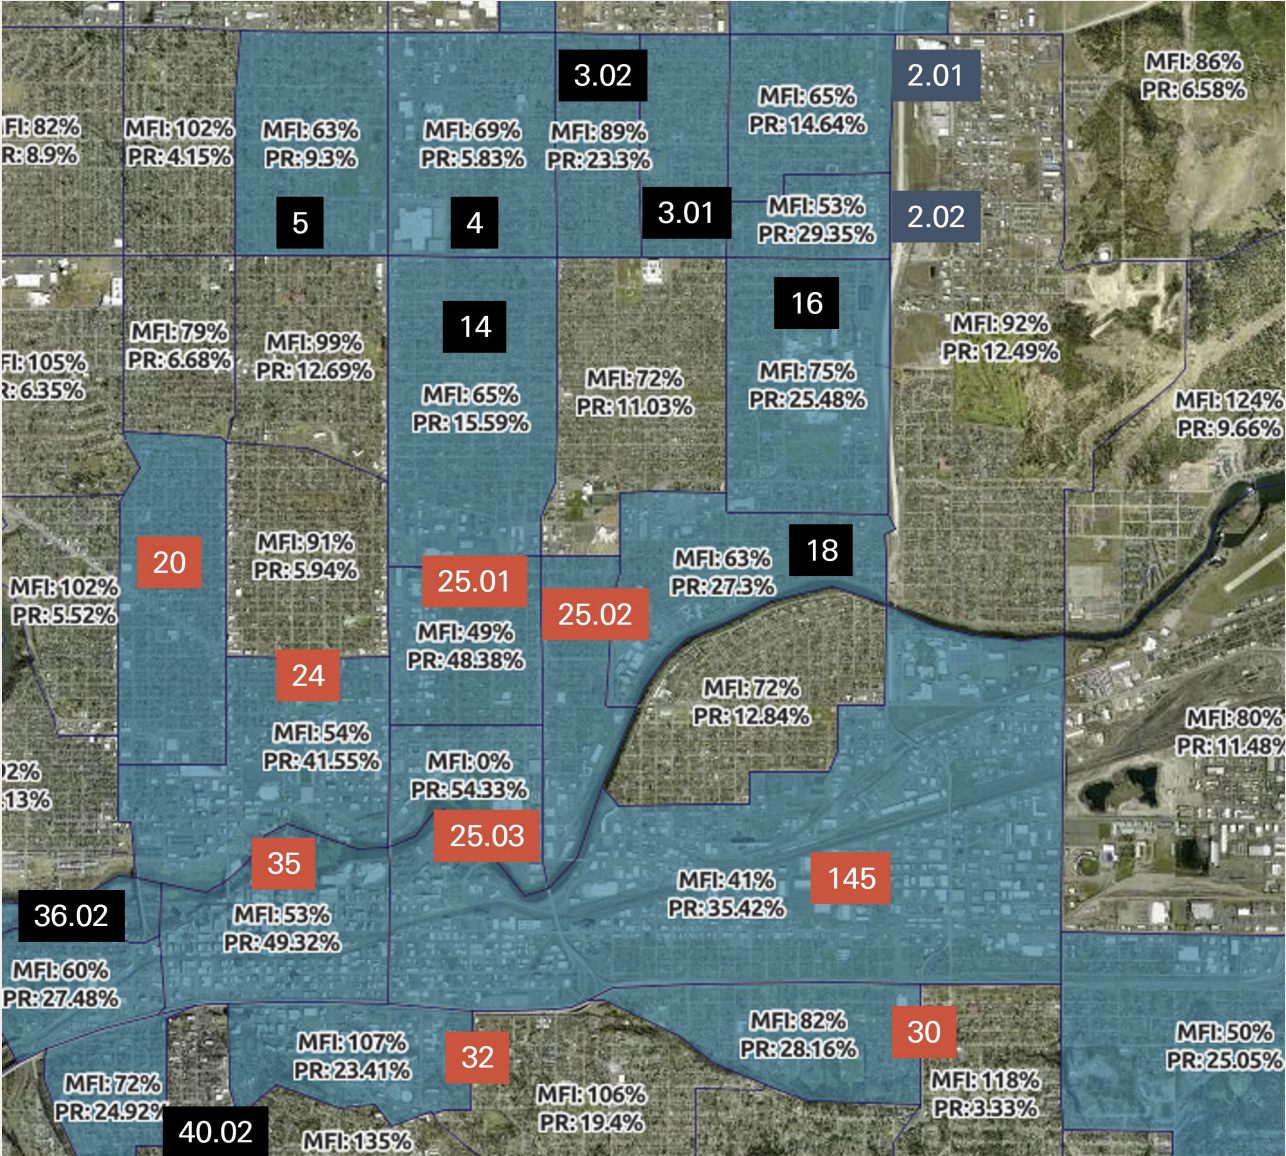 3.02
2.01
MFI: 86%
PR: 6.58%
FI: 82%
R: 8.9%
MFI: 102%
PR: 4.15%
MFI: 63%
PR: 9.3%
MFI: 69%
PR: 5.83%
MFI: 89%
PR: 23.3%
MFI: 65%
PR: 14.64%
5
4
3.01
MFI: 53%
PR: 29.35%
2.02
14
16
MFI: 79%
PR: 6.68%
MFI: 99%
PR: 12.69%
MFI: 92%
PR: 12.49%
FI: 105%
R: 6.35%
MFI: 65%
PR: 15.59%
MFI: 72%
PR: 11.03%
MFI: 75%
PR: 25.48%
MFI: 124%
PR: 9.66%
20
MFI: 91%
PR: 5.94%
25.01
25.02
MFI: 63%
PR: 27.3%
18
MFI: 102%
PR: 5.52%
MFI: 49%
PR: 48.38%
24
MFI: 72%
PR: 12.84%
MFI: 54%
PR: 41.55%
MFI: 80%
PR: 11.48%
92%
.13%
MFI: 0%
PR: 54.33%
25.03
35
MFI: 41%
PR: 35.42%
145
36.02
MFI: 53%
PR: 49.32%
MFI: 60%
PR: 27.48%
MFI: 107%
PR: 23.41%
32
MFI: 82%
PR: 28.16%
30
MFI: 50%
PR: 25.05%
MFI: 72%
PR: 24.92%
MFI: 106%
PR: 19.4%
MFI: 118%
PR: 3.33%
40.02
MFI: 135%